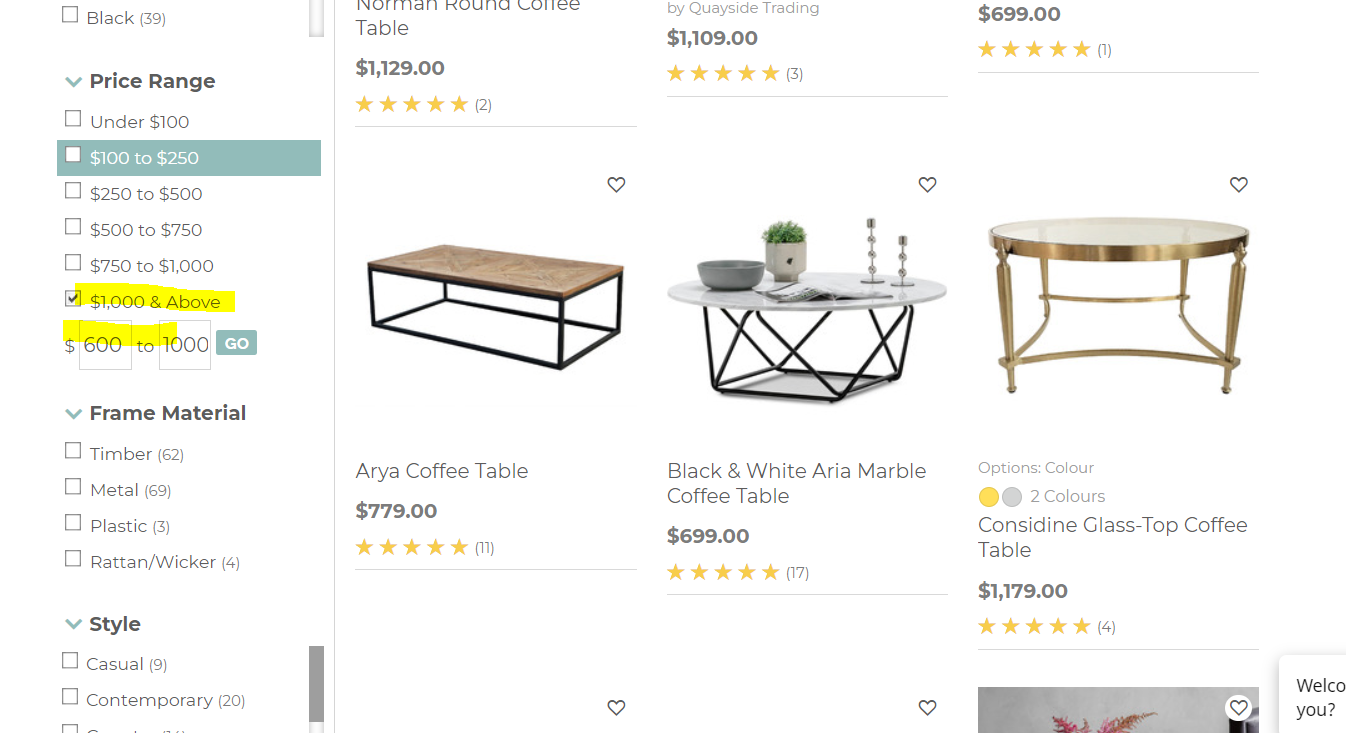 Black (39)
Price Range
Under $100
$100 to $250
$250 to $500
$500 to $750
$750 to $1,000
$1,000 & Above
$ 600 to 1000 GO
Frame Material
Timber (62)
Metal (69)
Plastic (3)
Rattan/Wicker (4)
Style
Casual (9)
Contemporary (20)
Norman Round Coffee
Table
$1,129.00
(2)
by Quayside Trading
$1,109.00
(3)
$699.00
(1)
Arya Coffee Table
$779.00
(11)
Black & White Aria Marble
Coffee Table
$699.00
(17)
Options: Colour
2 Colours
Considine Glass-Top Coffee
Table
$1,179.00
(4)
Welco
you?